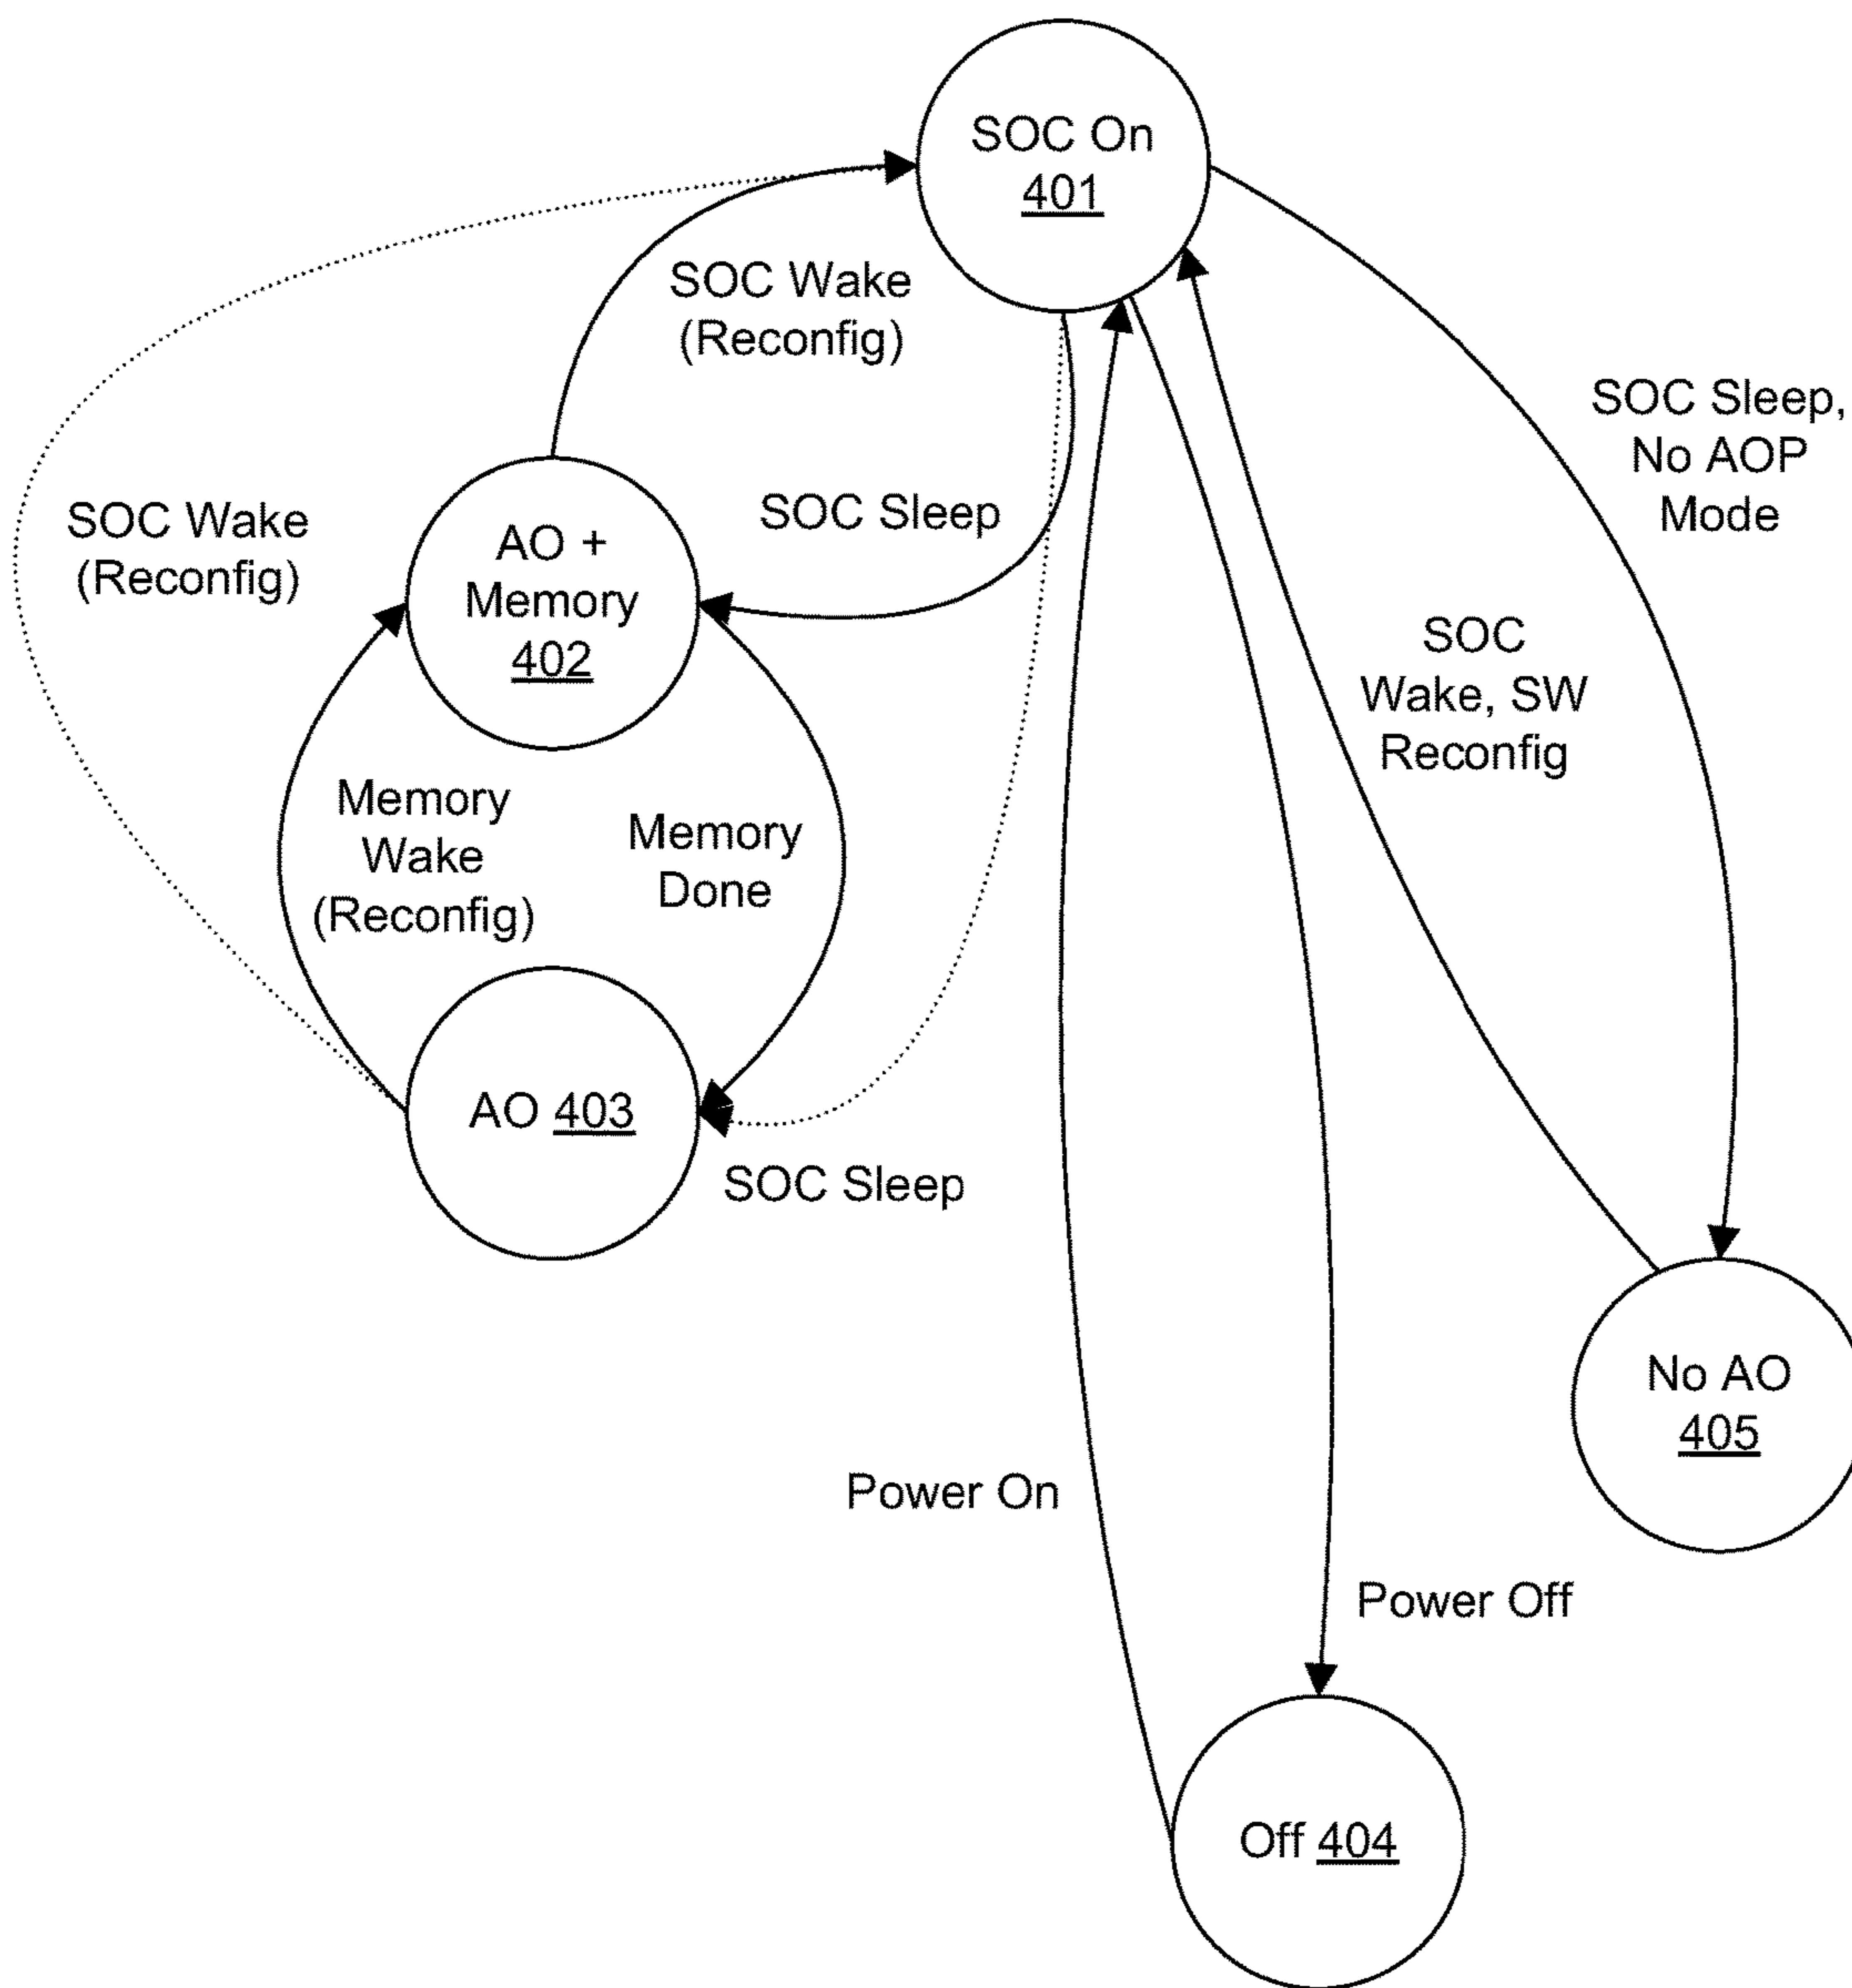 SOC On
401
SOC Wake
(Reconfig)
SOC Sleep,
No AOP
Mode
SOC Wake
(Reconfig)
SOC Sleep
AO +
Memory
402
SOC
Wake, SW
Reconfig
Memory
Wake
(Reconfig)
Memory
Done
AO 403
SOC Sleep
No AO
405
Power On
Power Off
Off 404